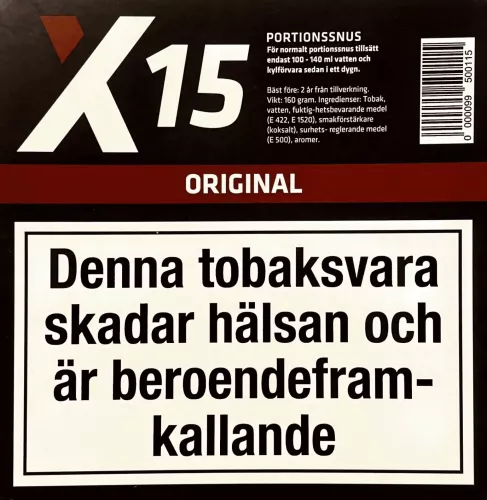 X15
PORTIONSSNUS
För normalt portionssnus tillsätt
endast 100 - 140 ml vatten och
kylförvara sedan i ett dygn.
Bäst före: 2 år från tillverkning.
Vikt: 160 gram. Ingredienser: Tobak,
vatten, fuktig-hetsbevarande medel
(E 422, E 1520), smakförstärkare
(koksalt), surhets- reglerande medel
(E 500), aromer.
0 000099 500115
ORIGINAL
Denna tobaksvara
skadar hälsan och
är beroendefram-
kallande